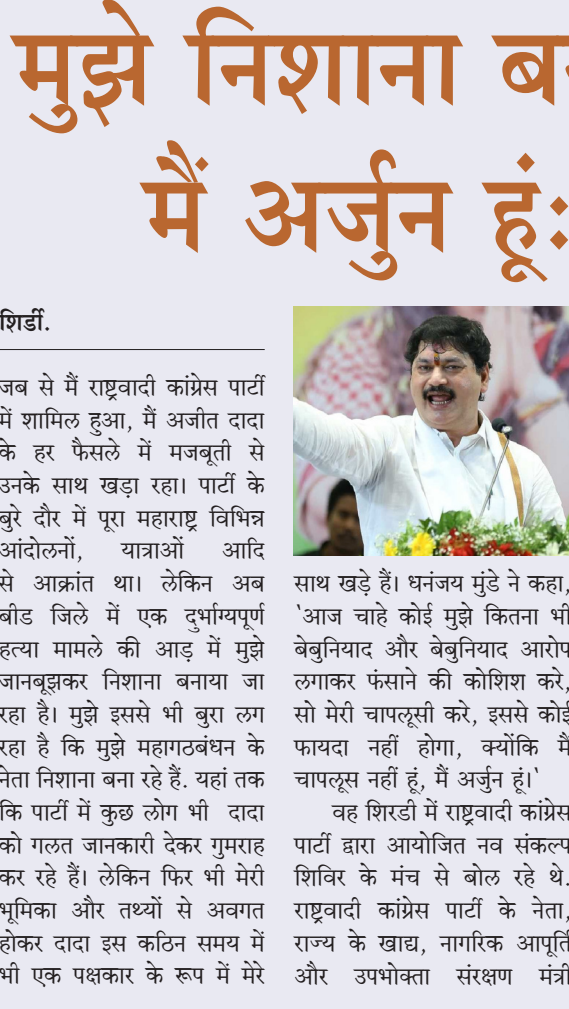 मुझे निशाना
मैं अर्जुन हूं:
शिर्डी.
जब से मैं राष्ट्रवादी कांग्रेस पार्टी
में शामिल हुआ, मैं अजीत दादा
के हर फैसले में मजबूती से
उनके साथ खड़ा रहा। पार्टी के
बुरे दौर में पूरा महाराष्ट्र विभिन्न
आंदोलनों, यात्राओं आदि
से आक्रांत था। लेकिन अब
बीड जिले में एक दुर्भाग्यपूर्ण
हत्या मामले की आड़ में मुझे
जानबूझकर निशाना बनाया जा
रहा है। मुझे इससे भी बुरा लग
रहा है कि मुझे महागठबंधन के
नेता निशाना बना रहे हैं. यहां तक
कि पार्टी में कुछ लोग भी दादा
को गलत जानकारी देकर गुमराह
कर रहे हैं। लेकिन फिर भी मेरी
भूमिका और तथ्यों से अवगत
होकर दादा इस कठिन समय में
भी एक पक्षकार के रूप में मेरे
साथ खड़े हैं। धनंजय मुंडे ने कहा,
'आज चाहे कोई मुझे कितना भी
बेबुनियाद और बेबुनियाद आरोप
लगाकर फंसाने की कोशिश करे,
सो मेरी चापलूसी करे, इससे कोई
फायदा नहीं होगा, क्योंकि मैं
चापलूस नहीं हूं, मैं अर्जुन हूं।'
वह शिरडी में राष्ट्रवादी कांग्रेस
पार्टी द्वारा आयोजित नव संकल्प
शिविर के मंच से बोल रहे थे.
राष्ट्रवादी कांग्रेस पार्टी के नेता,
राज्य के खाद्य, नागरिक आपूर्ति
और उपभोक्ता संरक्षण मंत्री